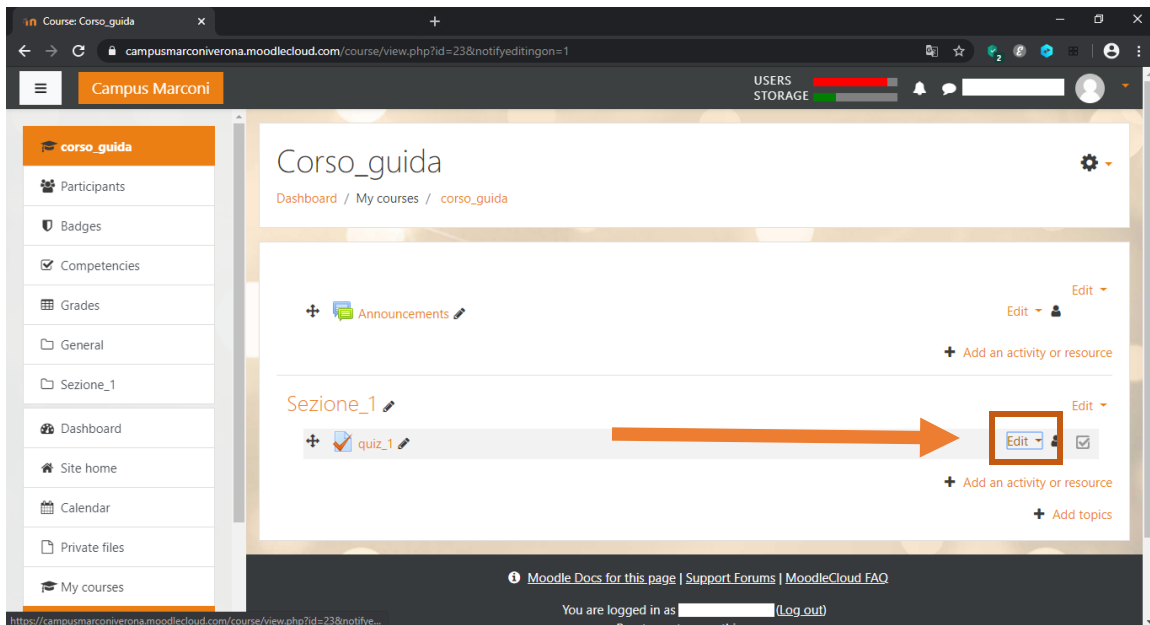 Course: Corso_guida
campusmarconiverona.moodlecloud.com/course/view.php?id=23&notifyeditingon=1
2
Campus Marconi
USERS
STORAGE
corso_guida
Participants
Badges
Competencies
Grades
General
Sezione_1
Dashboard
Site home
Calendar
Private files
My courses
Corso_guida
Dashboard / My courses / corso_guida
Edit
Announcements
Edit
Add an activity or resource
Sezione_1
Edit
quiz_1
Edit
Add an activity or resource
Add topics
Moodle Docs for this page | Support Forums | MoodleCloud FAQ
You are logged in as (Log out)
https://campusmarconiverona.moodlecloud.com/course/view.php?id=23&notifye...